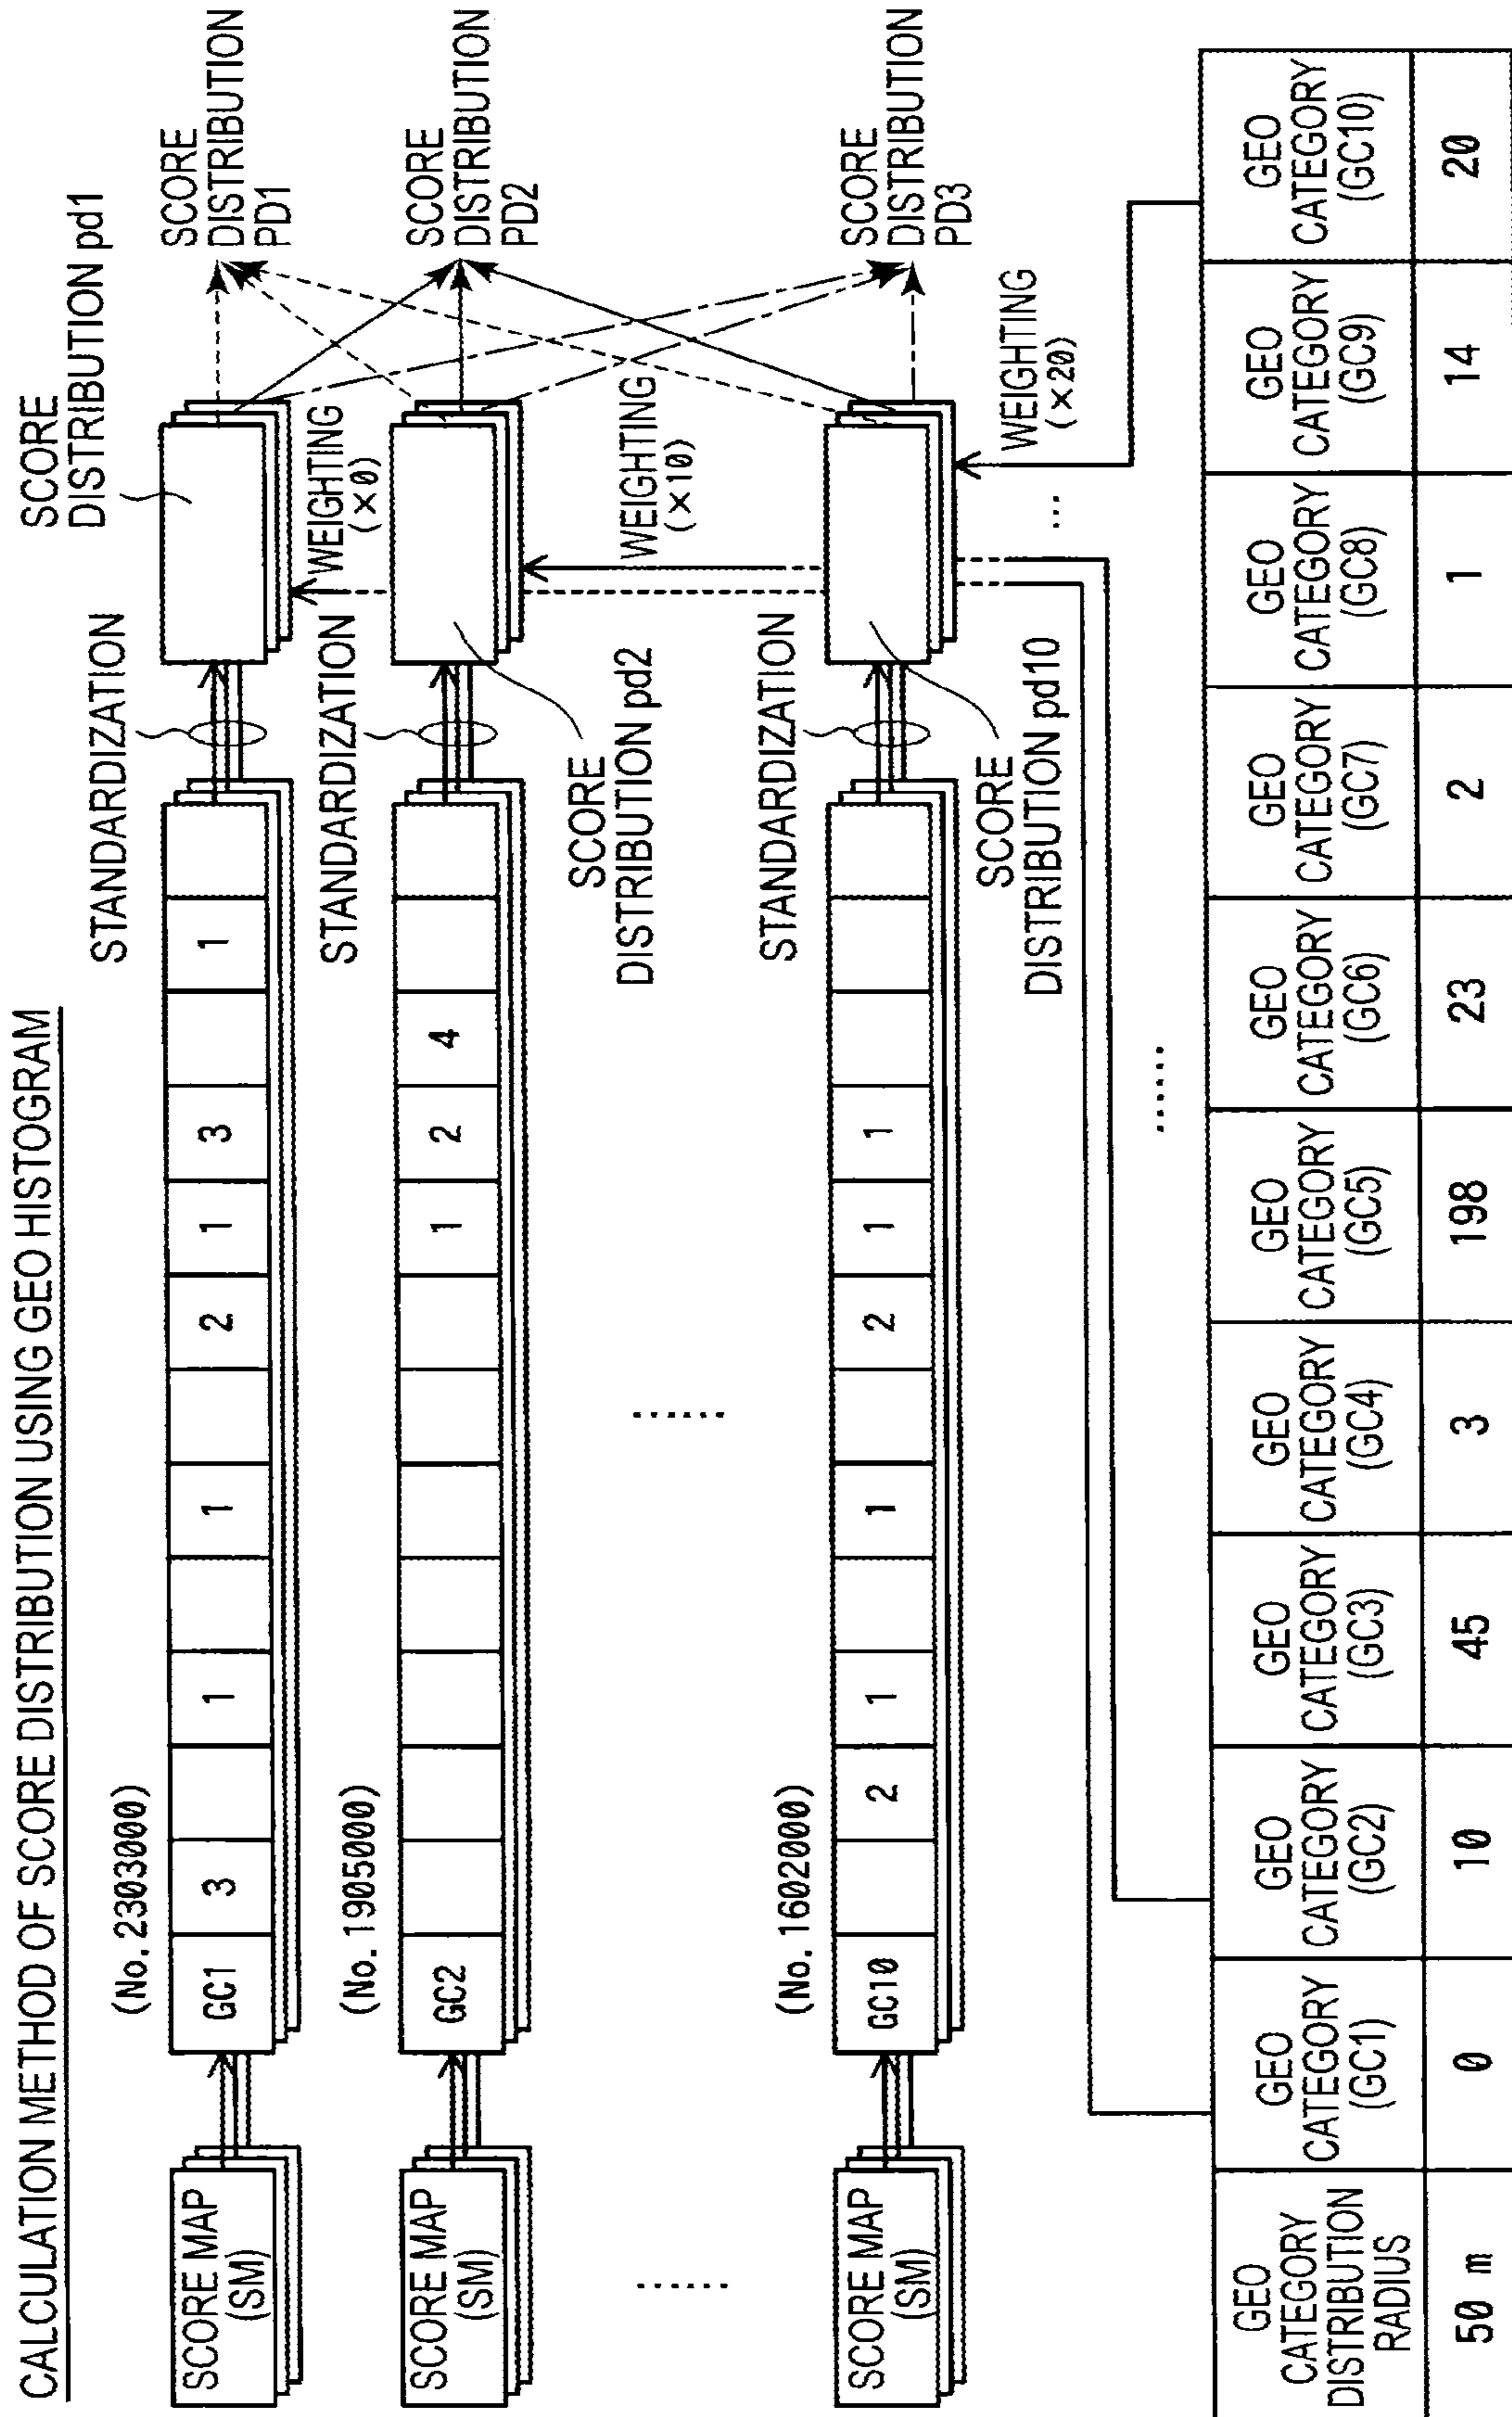 CALCULATION METHOD OF SCORE DISTRIBUTION USING GEO HISTOGRAM
SCORE
DISTRIBUTION pd1
STANDARDIZATION
(No. 2303000)
SCORE MAP
(SM)
GC1 3 1 1 2 1 3 1
SCORE
DISTRIBUTION
PD1
WEIGHTING
(×0)
STANDARDIZATION
(No. 1905000)
SCORE MAP
(SM)
GC2 1 2 4
SCORE
DISTRIBUTION
PD2
SCORE
DISTRIBUTION pd2
WEIGHTING
(×10)
......
......
STANDARDIZATION
(No. 1602000)
SCORE MAP
(SM)
GC10 2 1 1 2 1 1
SCORE
DISTRIBUTION
PD3
SCORE
DISTRIBUTION pd10
...
WEIGHTING
(×20)
.....
GEO
CATEGORY
DISTRIBUTION
RADIUS
GEO
CATEGORY
(GC1)
GEO
CATEGORY
(GC2)
GEO
CATEGORY
(GC3)
GEO
CATEGORY
(GC4)
GEO
CATEGORY
(GC5)
GEO
CATEGORY
(GC6)
GEO
CATEGORY
(GC7)
GEO
CATEGORY
(GC8)
GEO
CATEGORY
(GC9)
GEO
CATEGORY
(GC10)
50 m 0 10 45 3 198 23 2 1 14 20